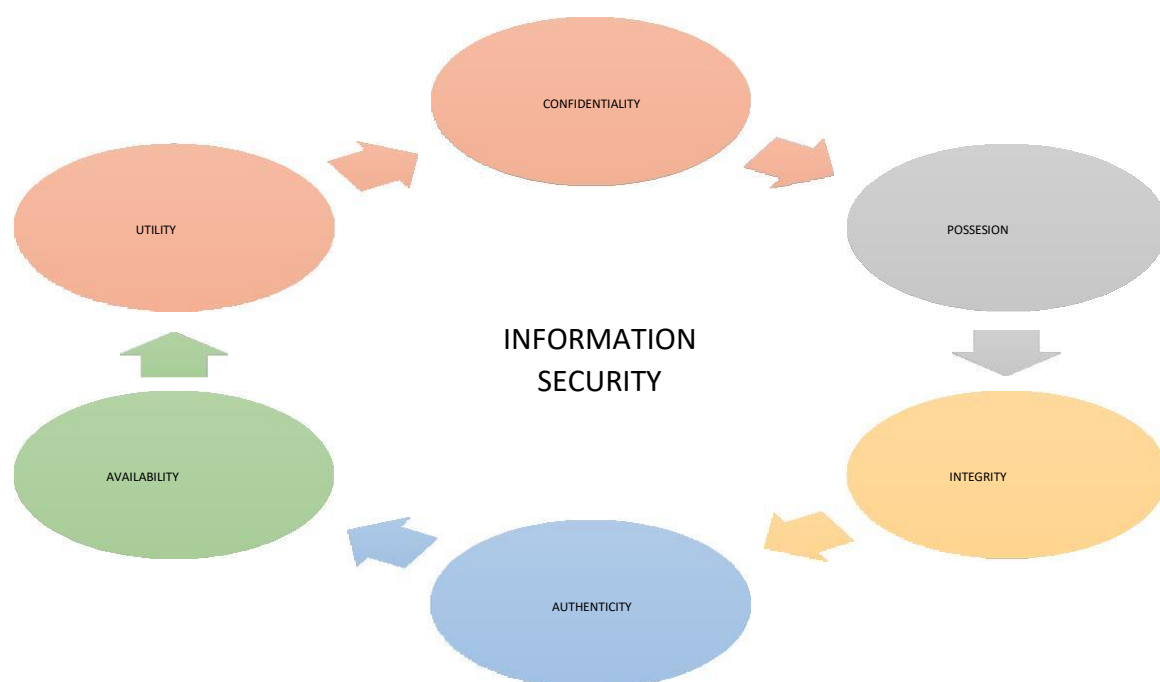 CONFIDENTIALITY
UTILITY
POSSESION
INFORMATION
SECURITY
AVAILABILITY
INTEGRITY
AUTHENTICITY